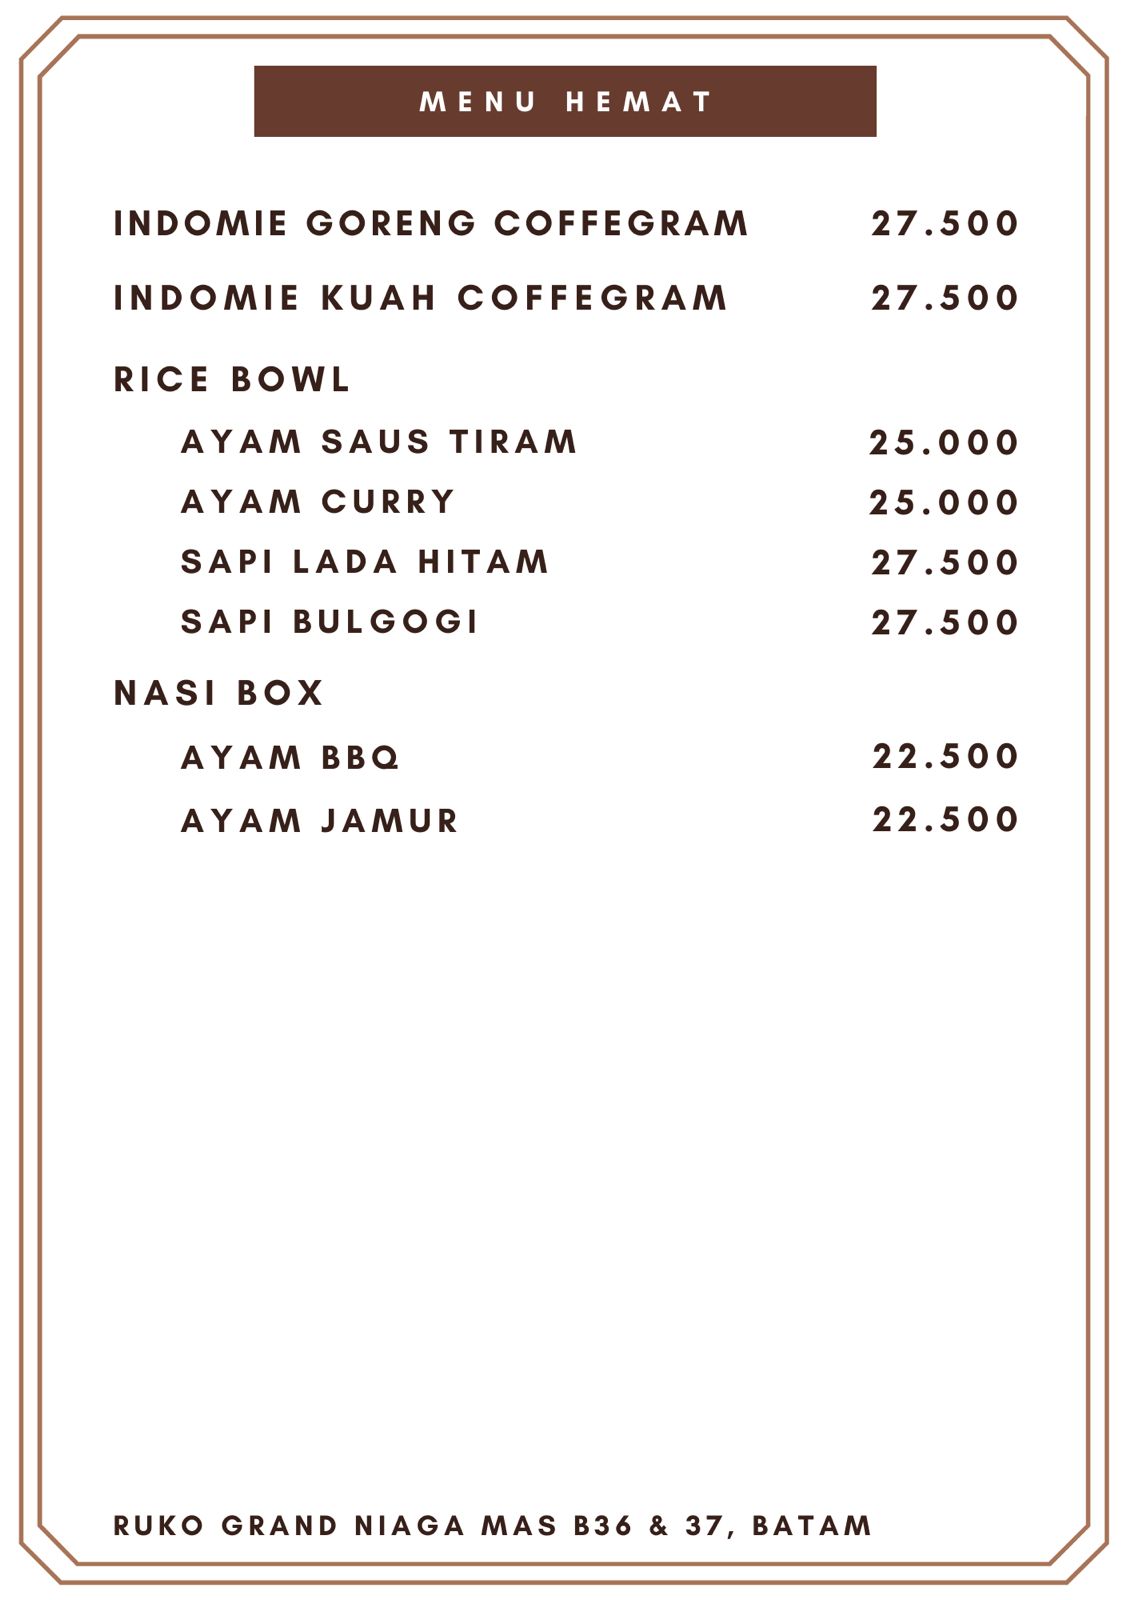 MENU HEMAT
INDOMIE GORENG COFFEGRAM 27.500
INDOMIE KUAH COFFEGRAM 27.500
RICE BOWL
AYAM SAUS TIRAM 25.000
AYAM CURRY 25.000
SAPI LADA HITAM 27.500
SAPI BULGOGI 27.500
NASI BOX
AYAM BBQ 22.500
AYAM JAMUR 22.500
RUKO GRAND NIAGA MAS B36 & 37, BATAM